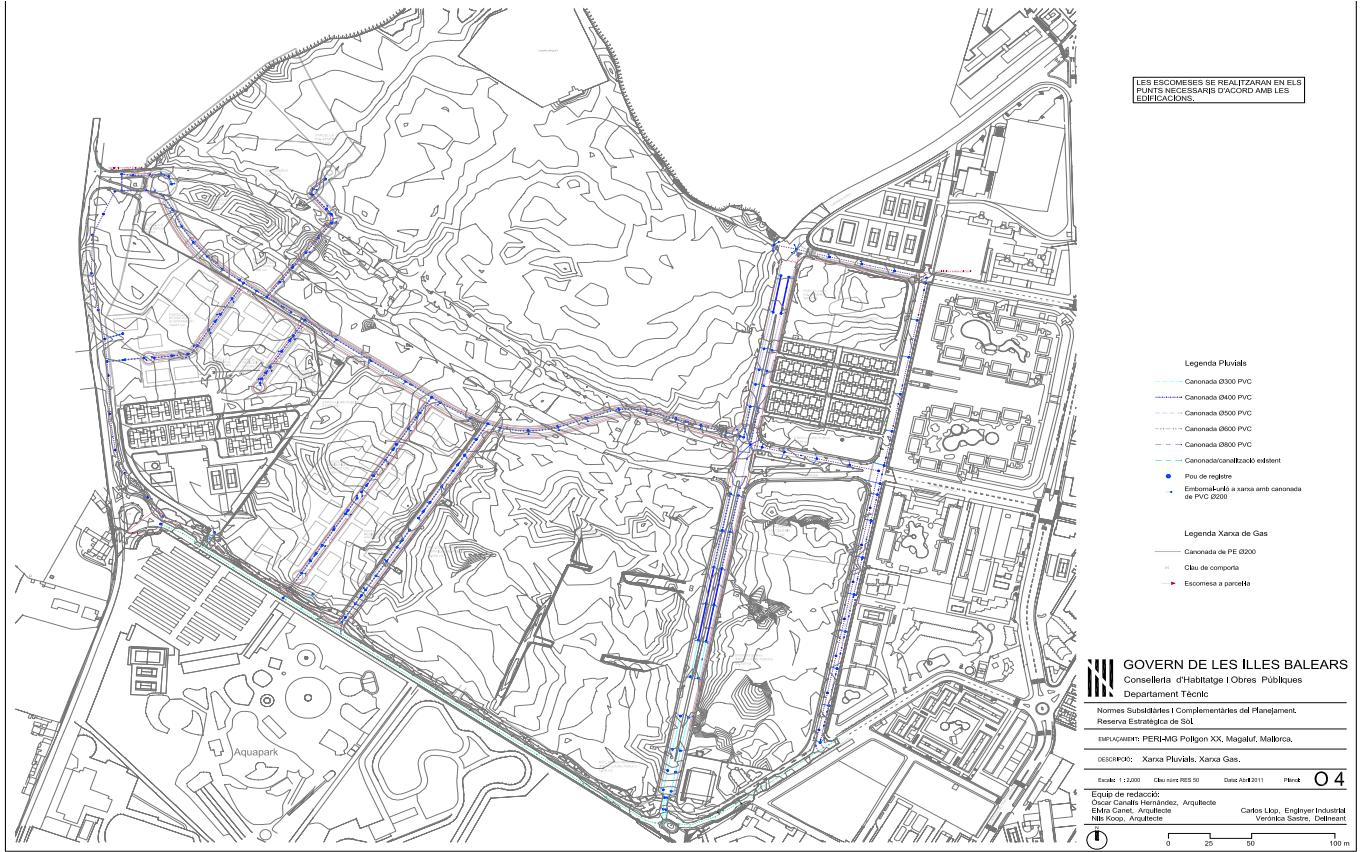 LES ESCOMESES SE REALITZARAN EN ELS
PUNTS NECESSARIS D'ACORD AMB LES
EDIFICACIONS.
Legenda Pluvials
Canonada Ø300 PVC
Canonada Ø400 PVC
Canonada Ø500 PVC
Canonada Ø600 PVC
Canonada Ø800 PVC
Canonada/canalització existent
Pou de registre
Embornal-unió a xarxa amb canonada
de PVC Ø200
Legenda Xarxa de Gas
Canonada de PE Ø200
Clau de comporta
Escomesa a parcel·la
Aquapark
GOVERN DE LES ILLES BALEARS
Conselleria d'Habitatge i Obres Públiques
Departament Tècnic
Normes Subsidiàries i Complementàries del Planejament.
Reserva Estratègica de Sòl.
EMPLAÇAMENT: PERI-MG Polígon XX, Magaluf, Mallorca.
DESCRIPCIÓ: Xarxa Pluvials. Xarxa Gas.
Escala: 1 : 2.000 Clau núm: RES 50 Data: Abril 2011 Plànol: O 4
Equip de redacció:
Óscar Canalís Hernández, Arquitecte
Elvira Canet, Arquitecte Carlos Llop, Enginyer Industrial
Nils Koop, Arquitecte Verónica Sastre, Delineant
N
0 25 50 100 m